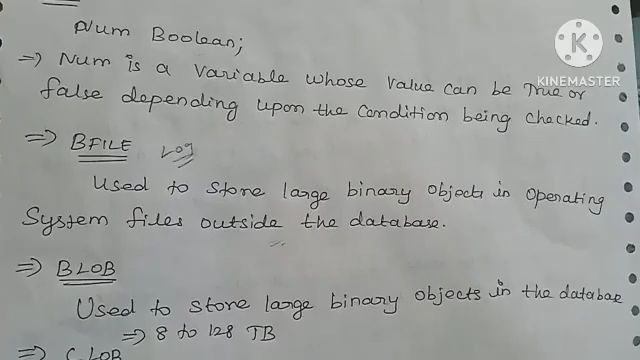 Num Boolean;
⇒ Num is a variable whose value can be True or
false depending upon the condition being checked.
KINEMASTER
⇒ BFILE LOG
Used to store large binary objects in operating
System files outside the database.
⇒ BLOB
Used to store large binary objects in the database
⇒ 8 to 128 TB
⇒ CLOB